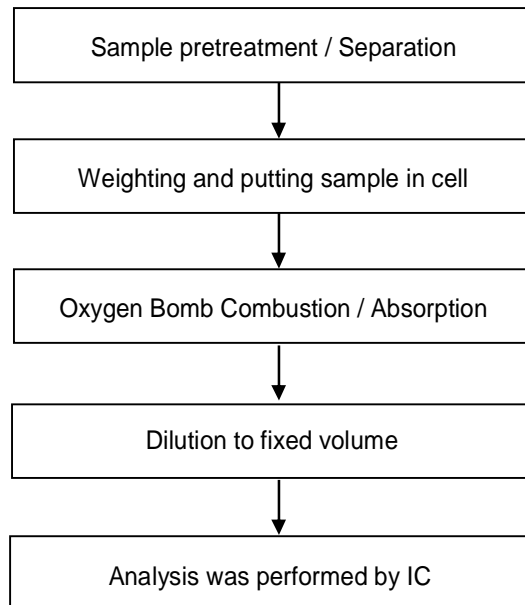 Sample pretreatment / Separation
Weighting and putting sample in cell
Oxygen Bomb Combustion / Absorption
Dilution to fixed volume
Analysis was performed by IC